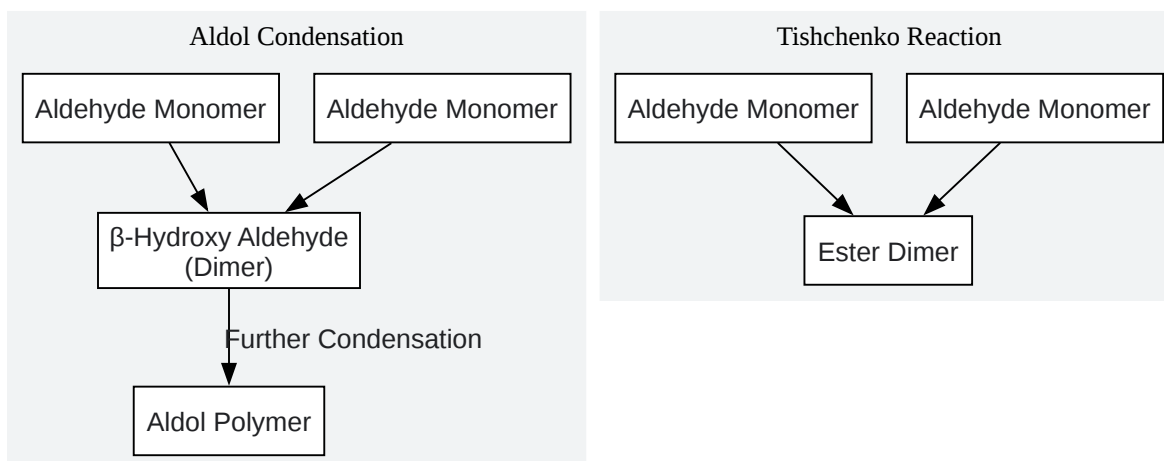 Aldol Condensation
Aldehyde Monomer
Aldehyde Monomer
β-Hydroxy Aldehyde
(Dimer)
Further Condensation
Aldol Polymer
Tishchenko Reaction
Aldehyde Monomer
Aldehyde Monomer
Ester Dimer